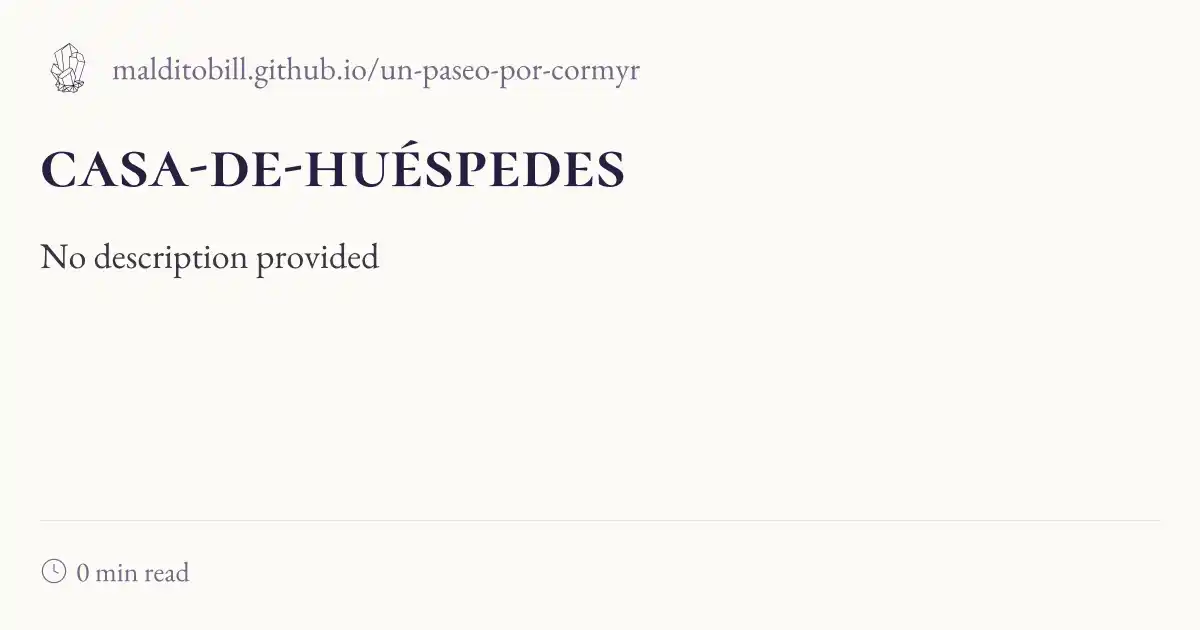 malditobill.github.io/un-paseo-por-cormyr
CASA-DE-HUÉSPEDES
No description provided
0 min read